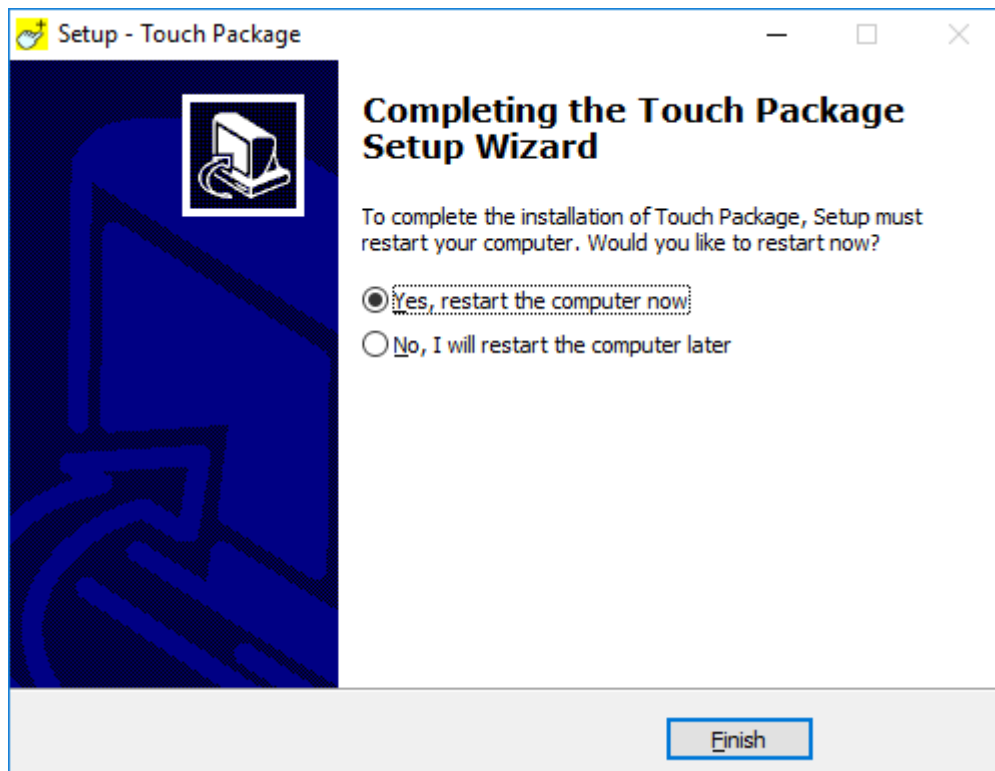 Setup - Touch Package
Completing the Touch Package
Setup Wizard
To complete the installation of Touch Package, Setup must
restart your computer. Would you like to restart now?
Yes, restart the computer now
No, I will restart the computer later
Finish